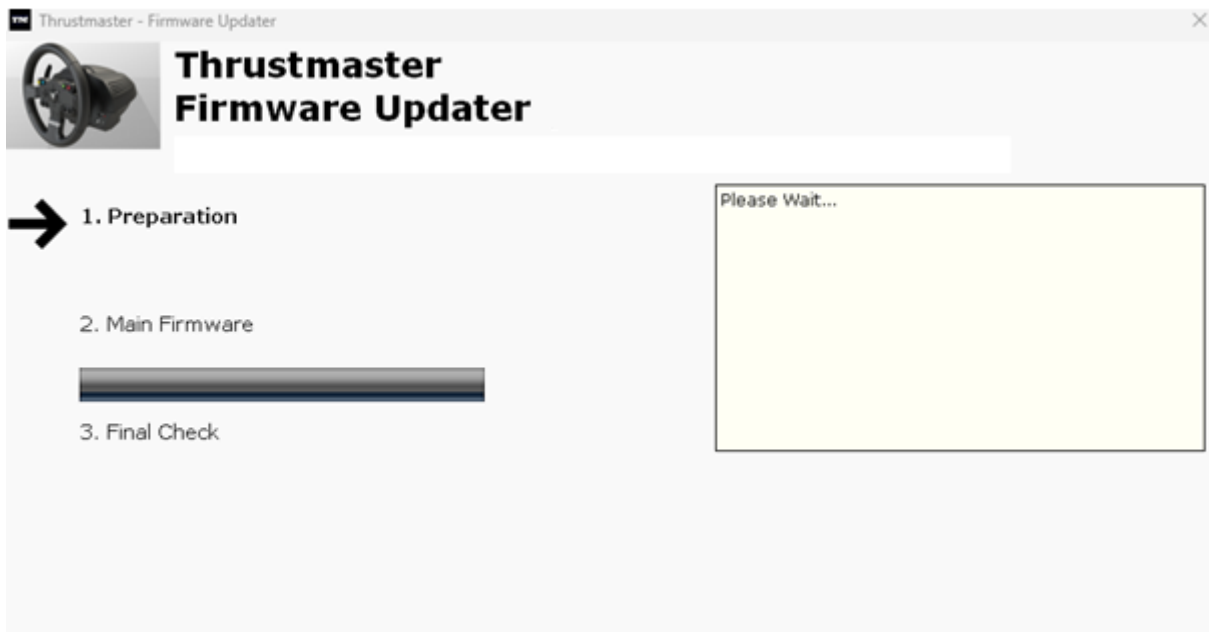 Thrustmaster - Firmware Updater
Thrustmaster
Firmware Updater
1. Preparation
Please Wait...
2. Main Firmware
3. Final Check